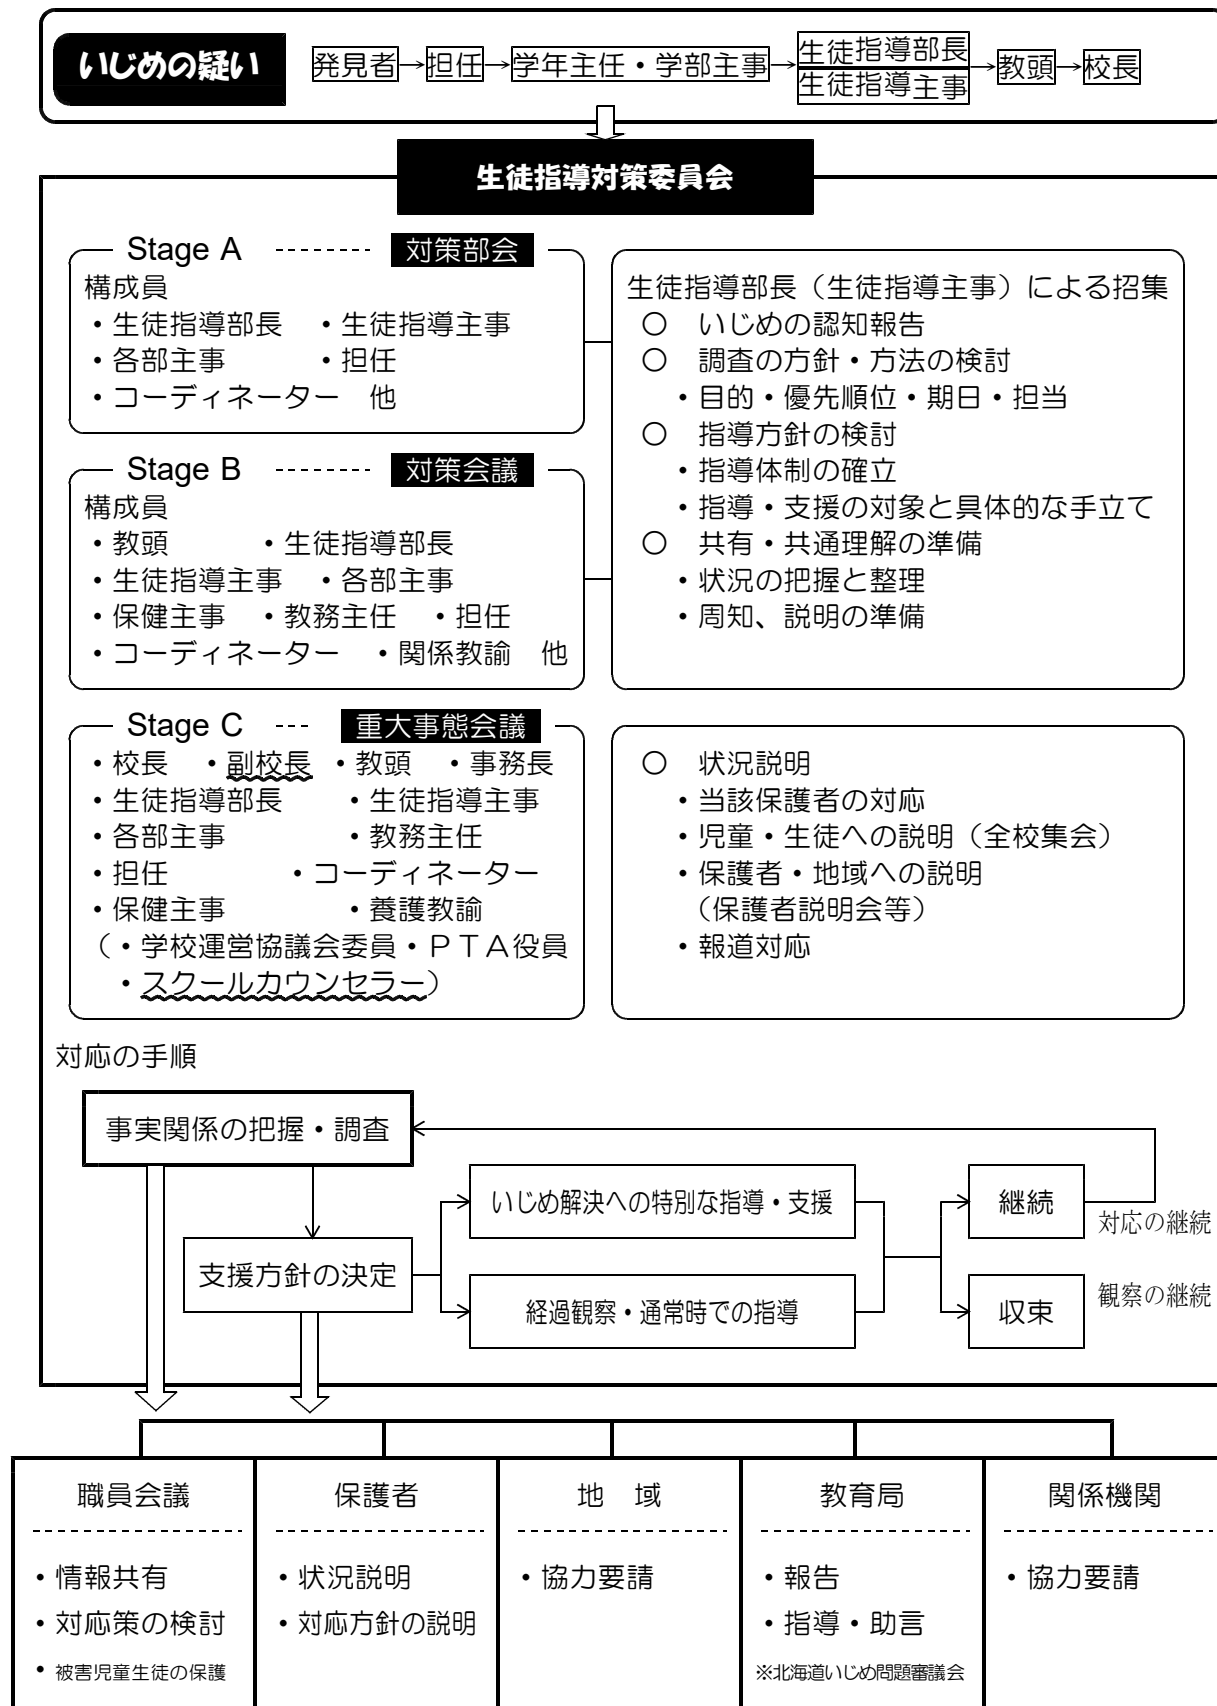 いじめの疑い 発見者→担任→学年主任・学部主事→生徒指導部長→教頭→校長
生徒指導主事
生徒指導対策委員会
Stage A ------- 対策部会
構成員
・生徒指導部長 ・生徒指導主事
・各部主事 ・担任
・コーディネーター 他
Stage B ------- 対策会議
構成員
・教頭 ・生徒指導部長
・生徒指導主事 ・各部主事
・保健主事 ・教務主任 ・担任
・コーディネーター ・関係教諭 他
生徒指導部長（生徒指導主事）による招集
○ いじめの認知報告
○ 調査の方針・方法の検討
・目的・優先順位・期日・担当
○ 指導方針の検討
・指導体制の確立
・指導・支援の対象と具体的な手立て
○ 共有・共通理解の準備
・状況の把握と整理
・周知、説明の準備
Stage C --- 重大事態会議
・校長 ・副校長 ・教頭 ・事務長
・生徒指導部長 ・生徒指導主事
・各部主事 ・教務主任
・担任 ・コーディネーター
・保健主事 ・養護教諭
（・学校運営協議会委員・ＰＴＡ役員
・スクールカウンセラー）
○ 状況説明
・当該保護者の対応
・児童・生徒への説明（全校集会）
・保護者・地域への説明
（保護者説明会等）
・報道対応
対応の手順
事実関係の把握・調査
支援方針の決定
いじめ解決への特別な指導・支援
経過観察・通常時での指導
継続
対応の継続
収束
観察の継続
職員会議
・情報共有
・対応策の検討
・被害児童生徒の保護
保護者
・状況説明
・対応方針の説明
地 域
・協力要請
教育局
・報告
・指導・助言
※北海道いじめ問題審議会
関係機関
・協力要請